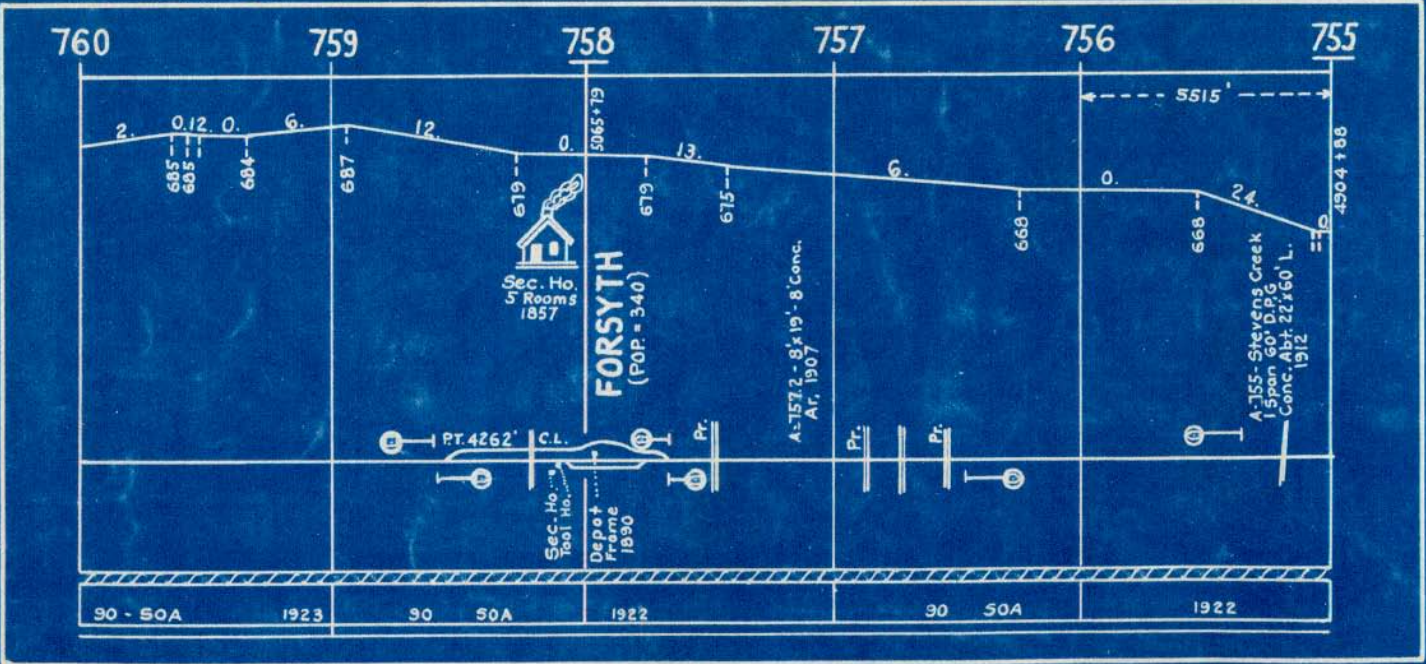 760 759 758 757 756 755
5515'
2. 0. 12. 0. 6. 12. 0. 13. 6. 0. 24. 0
685
685
684
687
679
5065+79
679
675
668
668
4904+88
Sec. Ho.
5 Rooms
1857
FORSYTH
(POP. = 340)
A-757.2 - 8'x19'-8' Conc.
Ar. 1907
A-755-Stevens Creek
1 Span 60' D.P.G.
Conc. Abt. 22'x60' L.
1912
P.T. 4262' C.L.
Pr.
Pr.
Pr.
Sec. Ho.
Tool Ho.
Depot
Frame
1890
90 - 50A 1923 90 50A 1922 90 50A 1922